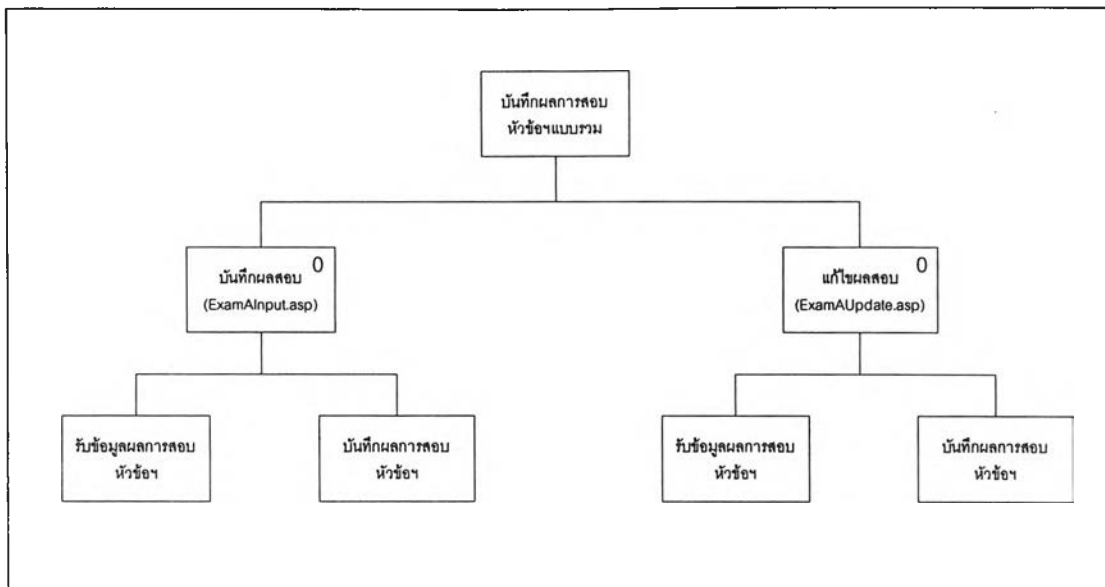 บันทึกผลการสอบ
หัวข้อฯแบบรวม
บันทึกผลสอบ 0
(ExamAInput.asp)
แก้ไขผลสอบ 0
(ExamAUpdate.asp)
รับข้อมูลผลการสอบ
หัวข้อฯ
บันทึกผลการสอบ
หัวข้อฯ
รับข้อมูลผลการสอบ
หัวข้อฯ
บันทึกผลการสอบ
หัวข้อฯ